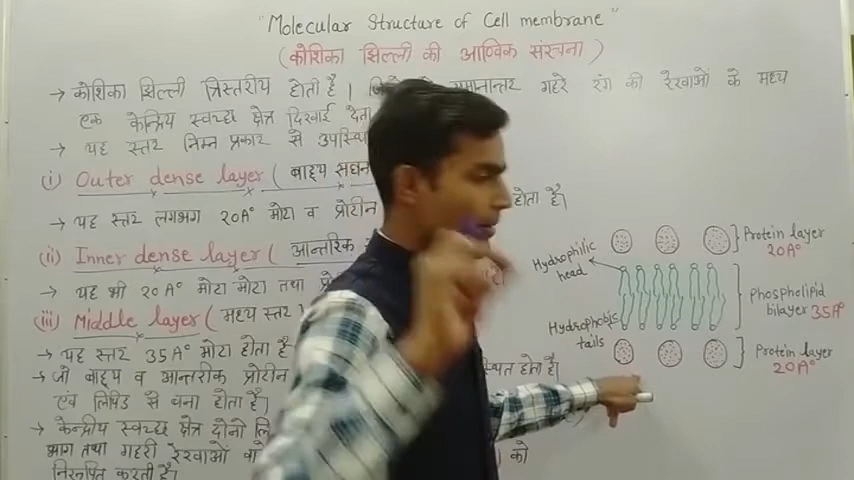 "Molecular Structure of Cell membrane"
(कोशिका झिल्ली की आण्विक संरचना)
→ कोशिका झिल्ली त्रिस्तरीय होती है। समानान्तर गहरे रंग की रेखाओं के मध्य
एक केन्द्रिय स्वच्छ क्षेत्र दिखाई देता
→ यह स्तर निम्न प्रकार से
(i) Outer dense layer ( बाह्य सघन
→ यह स्तर लगभग 20A° मोटा व प्रोटीन होता है।
(ii) Inner dense layer ( आन्तरिक
→ यह भी 20A° मोटा मोटा तथा
(iii) Middle layer ( मध्य स्तर )
→ यह स्तर 35A° मोटा होता है
→ जो बाह्य व आन्तरीक प्रोटीन होता है।
एवं लिपिड से बना होता है।
→ केन्द्रीय स्वच्छ क्षेत्र दोनो
भाग तथा गहरी रेखाओं को
निरूपित करती है।
Hydrophilic
head
Hydrophobic
tails
Protein layer
20A°
Phospholipid
bilayer 35A°
Protein layer
20A°